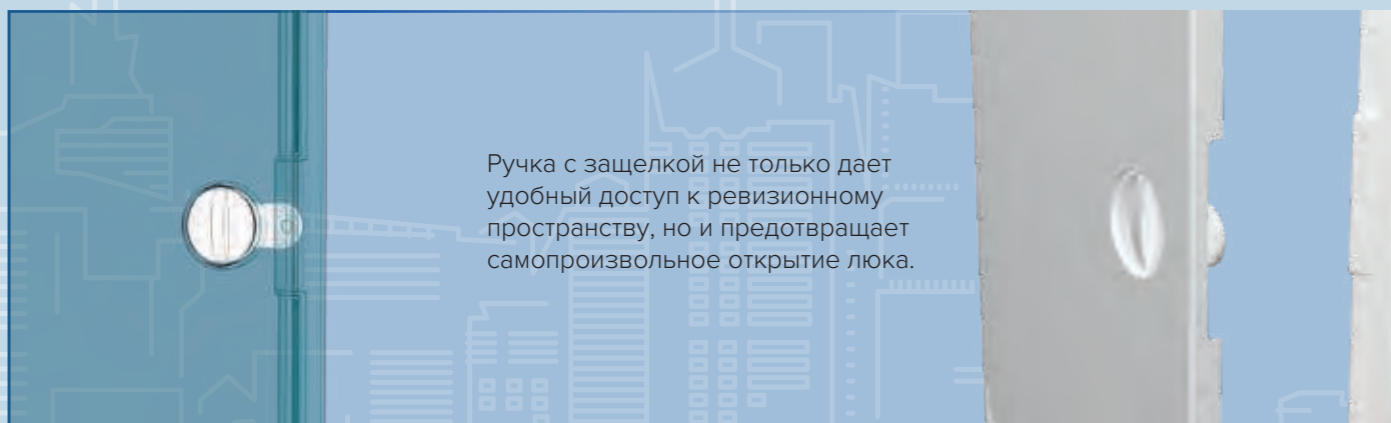 Ручка с защелкой не только дает
удобный доступ к ревизионному
пространству, но и предотвращает
самопроизвольное открытие люка.